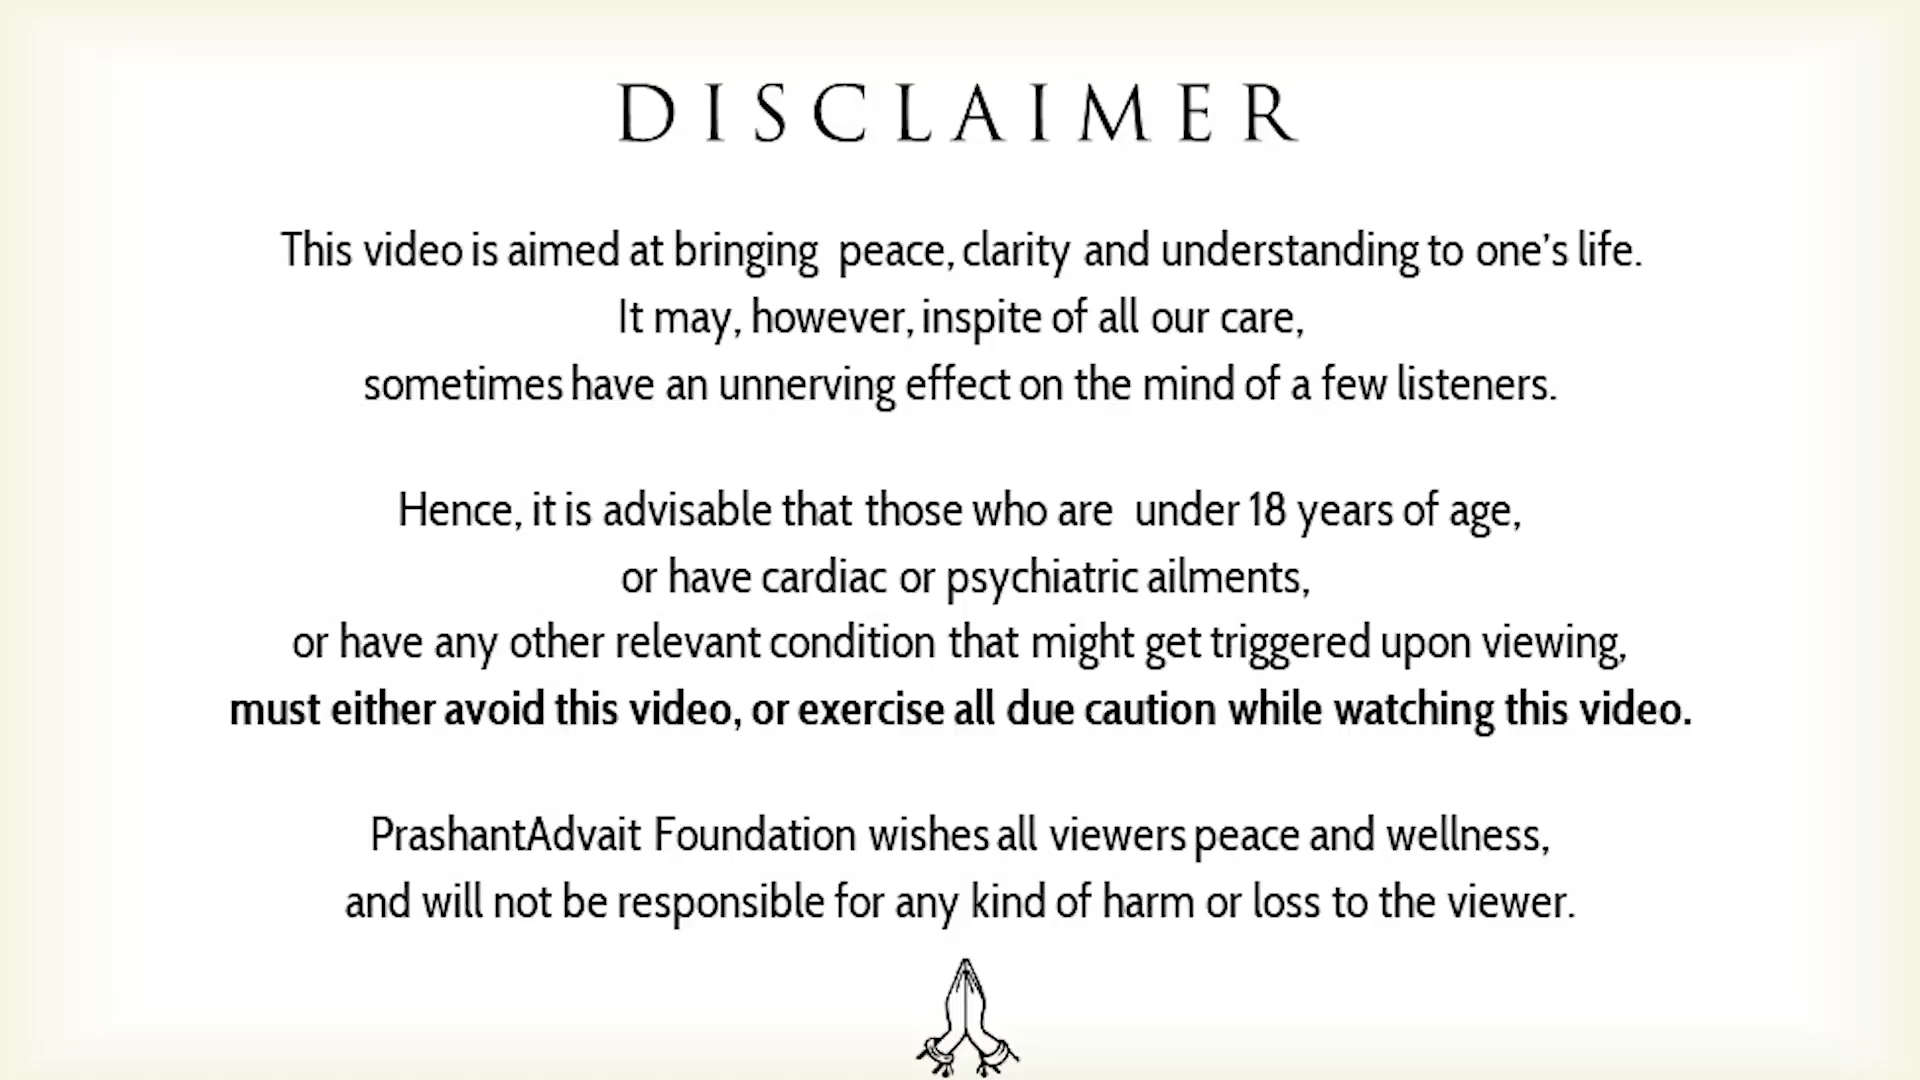 DISCLAIMER
This video is aimed at bringing peace, clarity and understanding to one's life.
It may, however, inspite of all our care,
sometimes have an unnerving effect on the mind of a few listeners.
Hence, it is advisable that those who are under 18 years of age,
or have cardiac or psychiatric ailments,
or have any other relevant condition that might get triggered upon viewing,
must either avoid this video, or exercise all due caution while watching this video.
PrashantAdvait Foundation wishes all viewers peace and wellness,
and will not be responsible for any kind of harm or loss to the viewer.